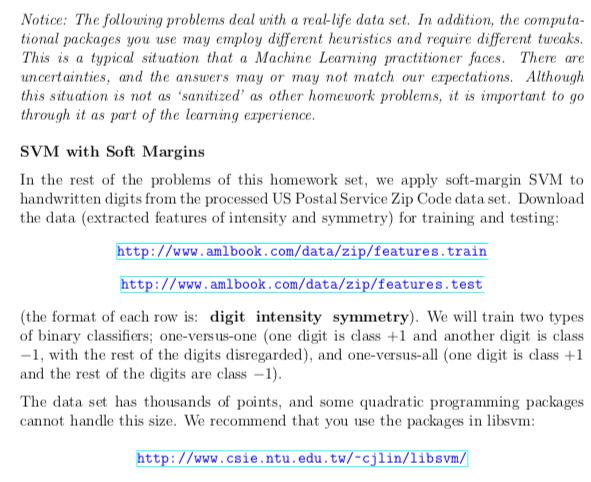 Notice: The following problems deal with a real-life data set. In addition, the computa-
tional packages you use may employ different heuristics and require different tweaks.
This is a typical situation that a Machine Learning practitioner faces. There are
uncertainties, and the answers may or may not match our expectations. Although
this situation is not as ‘sanitized’ as other homework problems, it is important to go
through it as part of the learning experience.
SVM with Soft Margins
In the rest of the problems of this homework set, we apply soft-margin SVM to
handwritten digits from the processed US Postal Service Zip Code data set. Download
the data (extracted features of intensity and symmetry) for training and testing:
http://www.amlbook.com/data/zip/features.train
http://www.amlbook.com/data/zip/features.test
(the format of each row is: digit intensity symmetry). We will train two types
of binary classifiers; one-versus-one (one digit is class +1 and another digit is class
−1, with the rest of the digits disregarded), and one-versus-all (one digit is class +1
and the rest of the digits are class −1).
The data set has thousands of points, and some quadratic programming packages
cannot handle this size. We recommend that you use the packages in libsvm:
http://www.csie.ntu.edu.tw/~cjlin/libsvm/